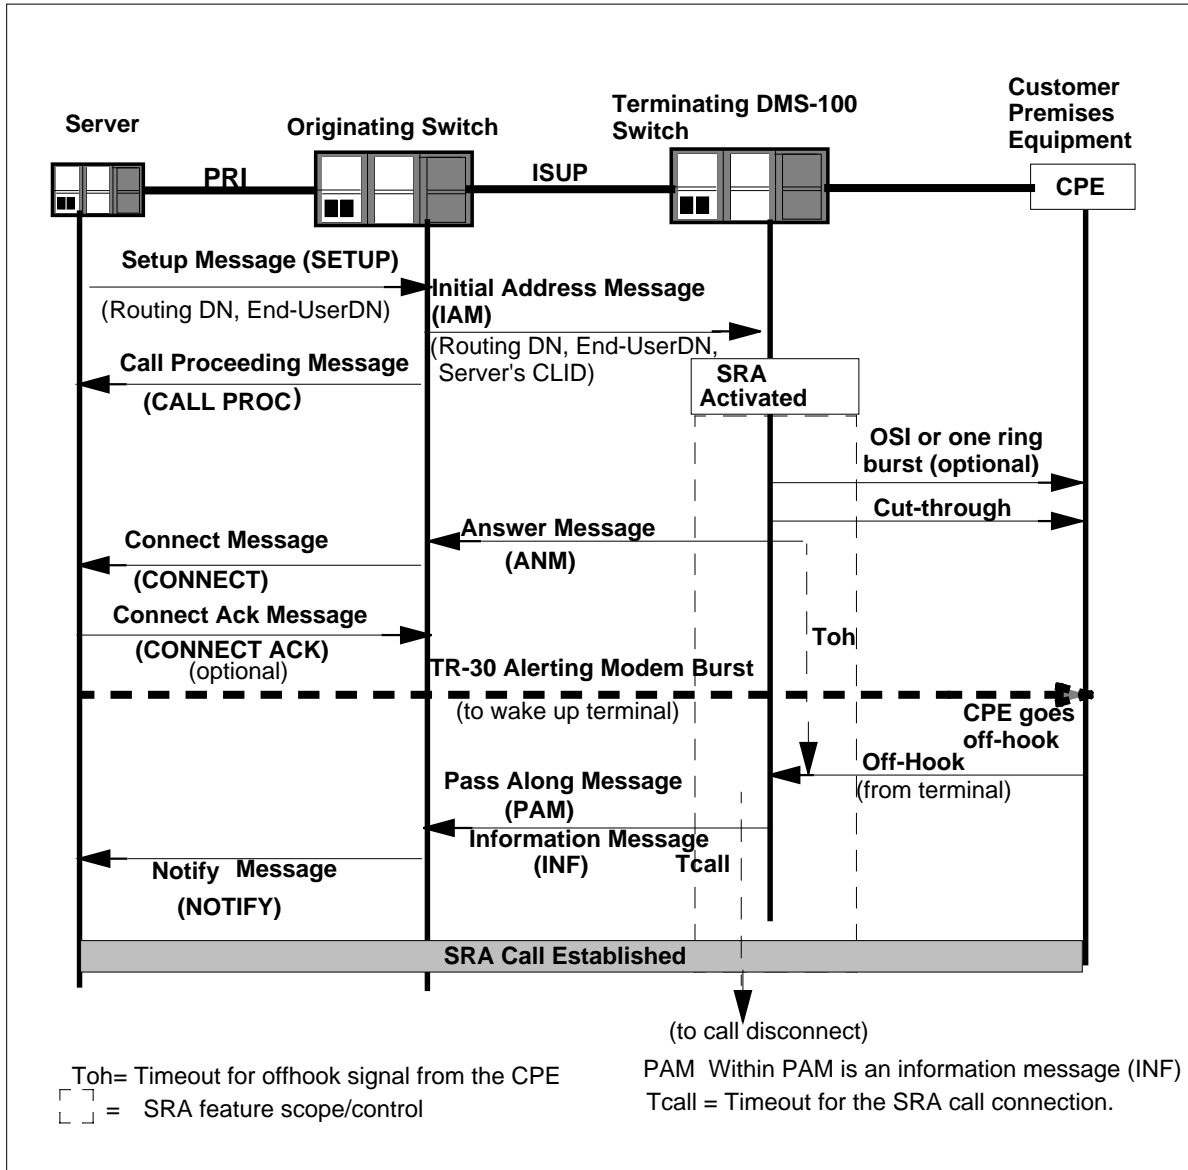 Server
Originating Switch
Terminating DMS-100
Switch
Customer
Premises
Equipment
PRI
ISUP
CPE
Setup Message (SETUP)
(Routing DN, End-UserDN)
Initial Address Message
(IAM)
(Routing DN, End-UserDN,
Server's CLID)
Call Proceeding Message
(CALL PROC)
SRA
Activated
OSI or one ring
burst (optional)
Cut-through
Answer Message
(ANM)
Connect Message
(CONNECT)
Connect Ack Message
(CONNECT ACK)
(optional)
Toh
TR-30 Alerting Modem Burst
(to wake up terminal)
CPE goes
off-hook
Off-Hook
(from terminal)
Pass Along Message
(PAM)
Information Message
(INF)
Tcall
Notify Message
(NOTIFY)
SRA Call Established
(to call disconnect)
Toh= Timeout for offhook signal from the CPE
= SRA feature scope/control
PAM Within PAM is an information message (INF)
Tcall = Timeout for the SRA call connection.